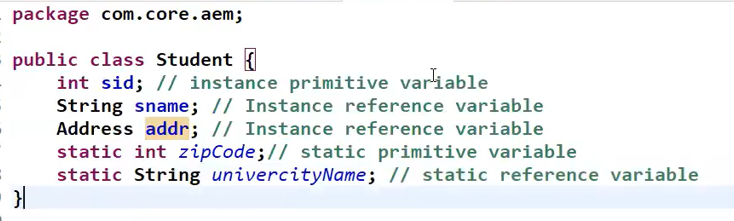 package com.core.aem;
public class Student {
int sid; // instance primitive variable
String sname; // Instance reference variable
Address addr; // Instance reference variable
static int zipCode;// static primitive variable
static String univercityName; // static reference variable
}